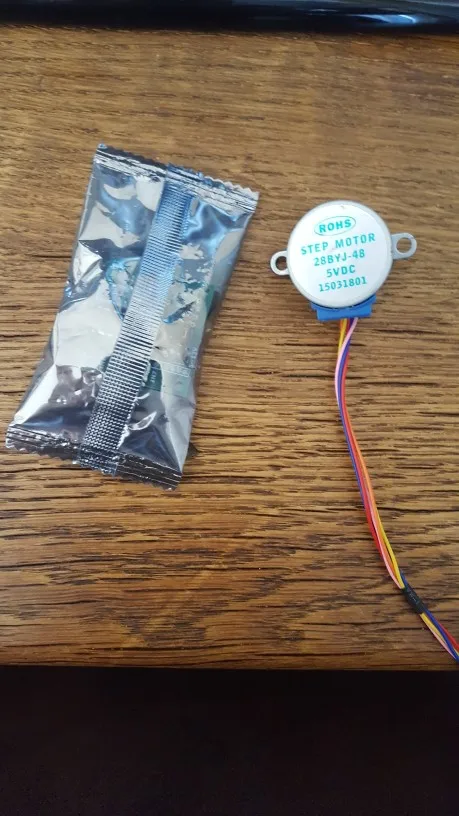 ROHS
STEP MOTOR
28BYJ-48
5VDC
15031801